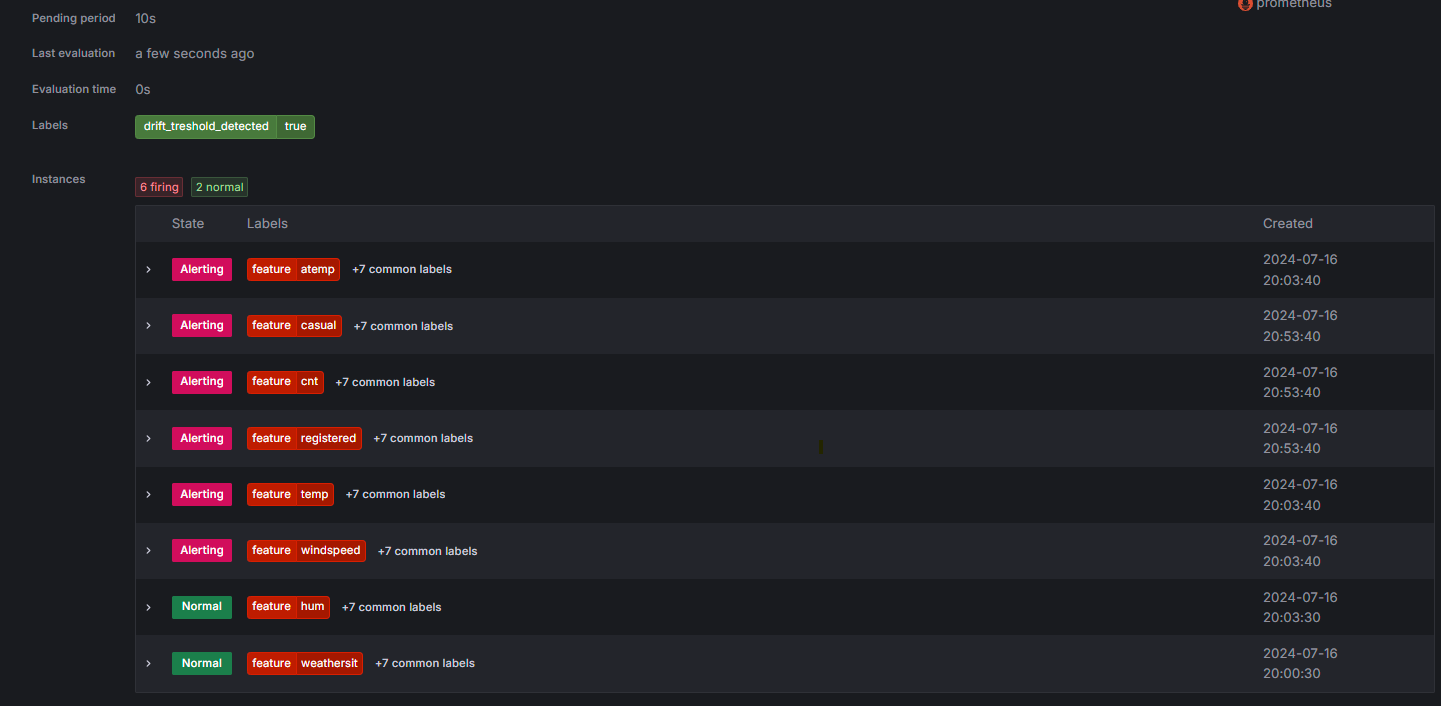 prometheus
Pending period 10s
Last evaluation a few seconds ago
Evaluation time 0s
Labels drift_treshold_detected true
Instances 6 firing 2 normal
State Labels Created
Alerting feature atemp +7 common labels 2024-07-16 20:03:40
Alerting feature casual +7 common labels 2024-07-16 20:53:40
Alerting feature cnt +7 common labels 2024-07-16 20:53:40
Alerting feature registered +7 common labels 2024-07-16 20:53:40
Alerting feature temp +7 common labels 2024-07-16 20:03:40
Alerting feature windspeed +7 common labels 2024-07-16 20:03:40
Normal feature hum +7 common labels 2024-07-16 20:03:30
Normal feature weathersit +7 common labels 2024-07-16 20:00:30